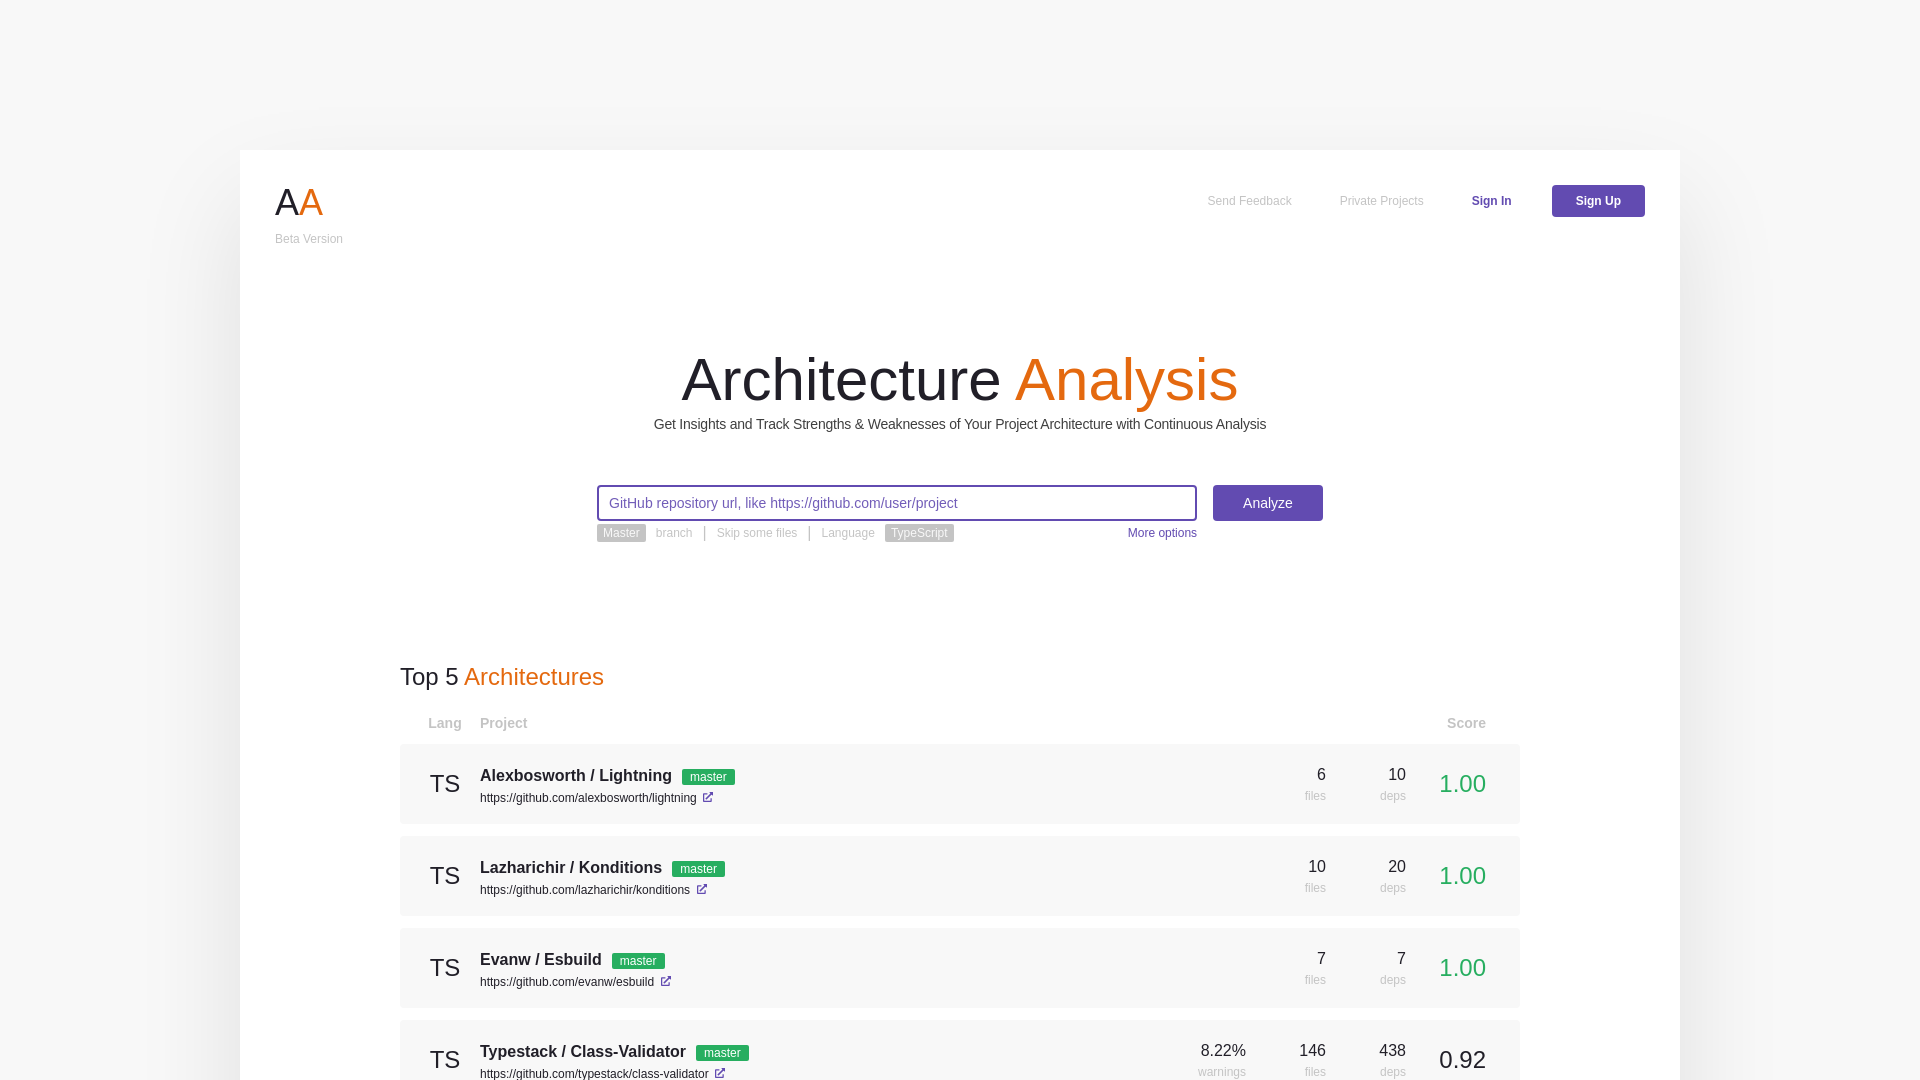 AA
Beta Version
Send Feedback Private Projects Sign In Sign Up
Architecture Analysis
Get Insights and Track Strengths & Weaknesses of Your Project Architecture with Continuous Analysis
GitHub repository url, like https://github.com/user/project Analyze
Master branch | Skip some files | Language TypeScript More options
Top 5 Architectures
Lang Project Score
TS Alexbosworth / Lightning master 6 10 1.00
https://github.com/alexbosworth/lightning files deps
TS Lazharichir / Konditions master 10 20 1.00
https://github.com/lazharichir/konditions files deps
TS Evanw / Esbuild master 7 7 1.00
https://github.com/evanw/esbuild files deps
TS Typestack / Class-Validator master 8.22% 146 438 0.92
https://github.com/typestack/class-validator warnings files deps